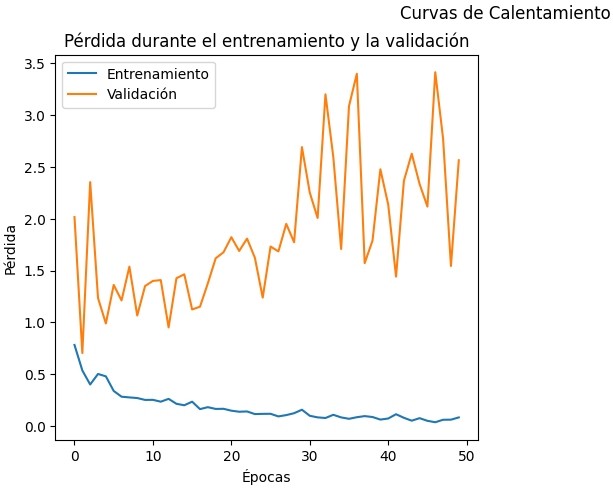 Curvas de Calentamiento
Pérdida durante el entrenamiento y la validación
Entrenamiento
Validación
Pérdida
3.5
3.0
2.5
2.0
1.5
1.0
0.5
0.0
0 10 20 30 40 50
Épocas